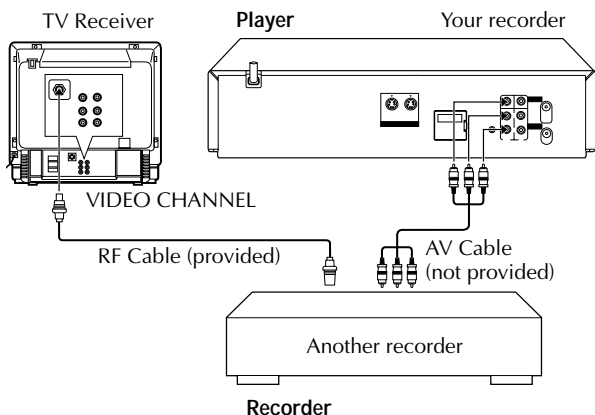 TV Receiver
Player
Your recorder
VIDEO CHANNEL
RF Cable (provided)
AV Cable
(not provided)
Another recorder
Recorder